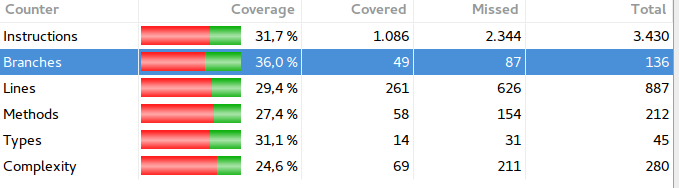 Counter Coverage Covered Missed Total
Instructions 31,7 % 1.086 2.344 3.430
Branches 36,0 % 49 87 136
Lines 29,4 % 261 626 887
Methods 27,4 % 58 154 212
Types 31,1 % 14 31 45
Complexity 24,6 % 69 211 280